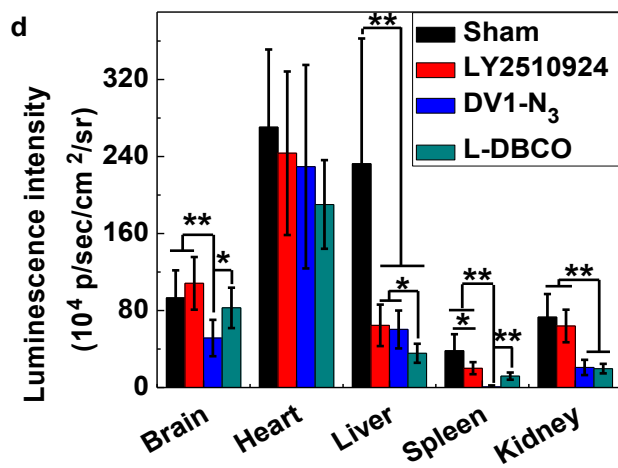 d
Luminescence intensity
(10⁴ p/sec/cm²/sr)
320
240
160
80
0
Sham
LY2510924
DV1-N₃
L-DBCO
**
*
**
*
**
*
**
**
Brain
Heart
Liver
Spleen
Kidney